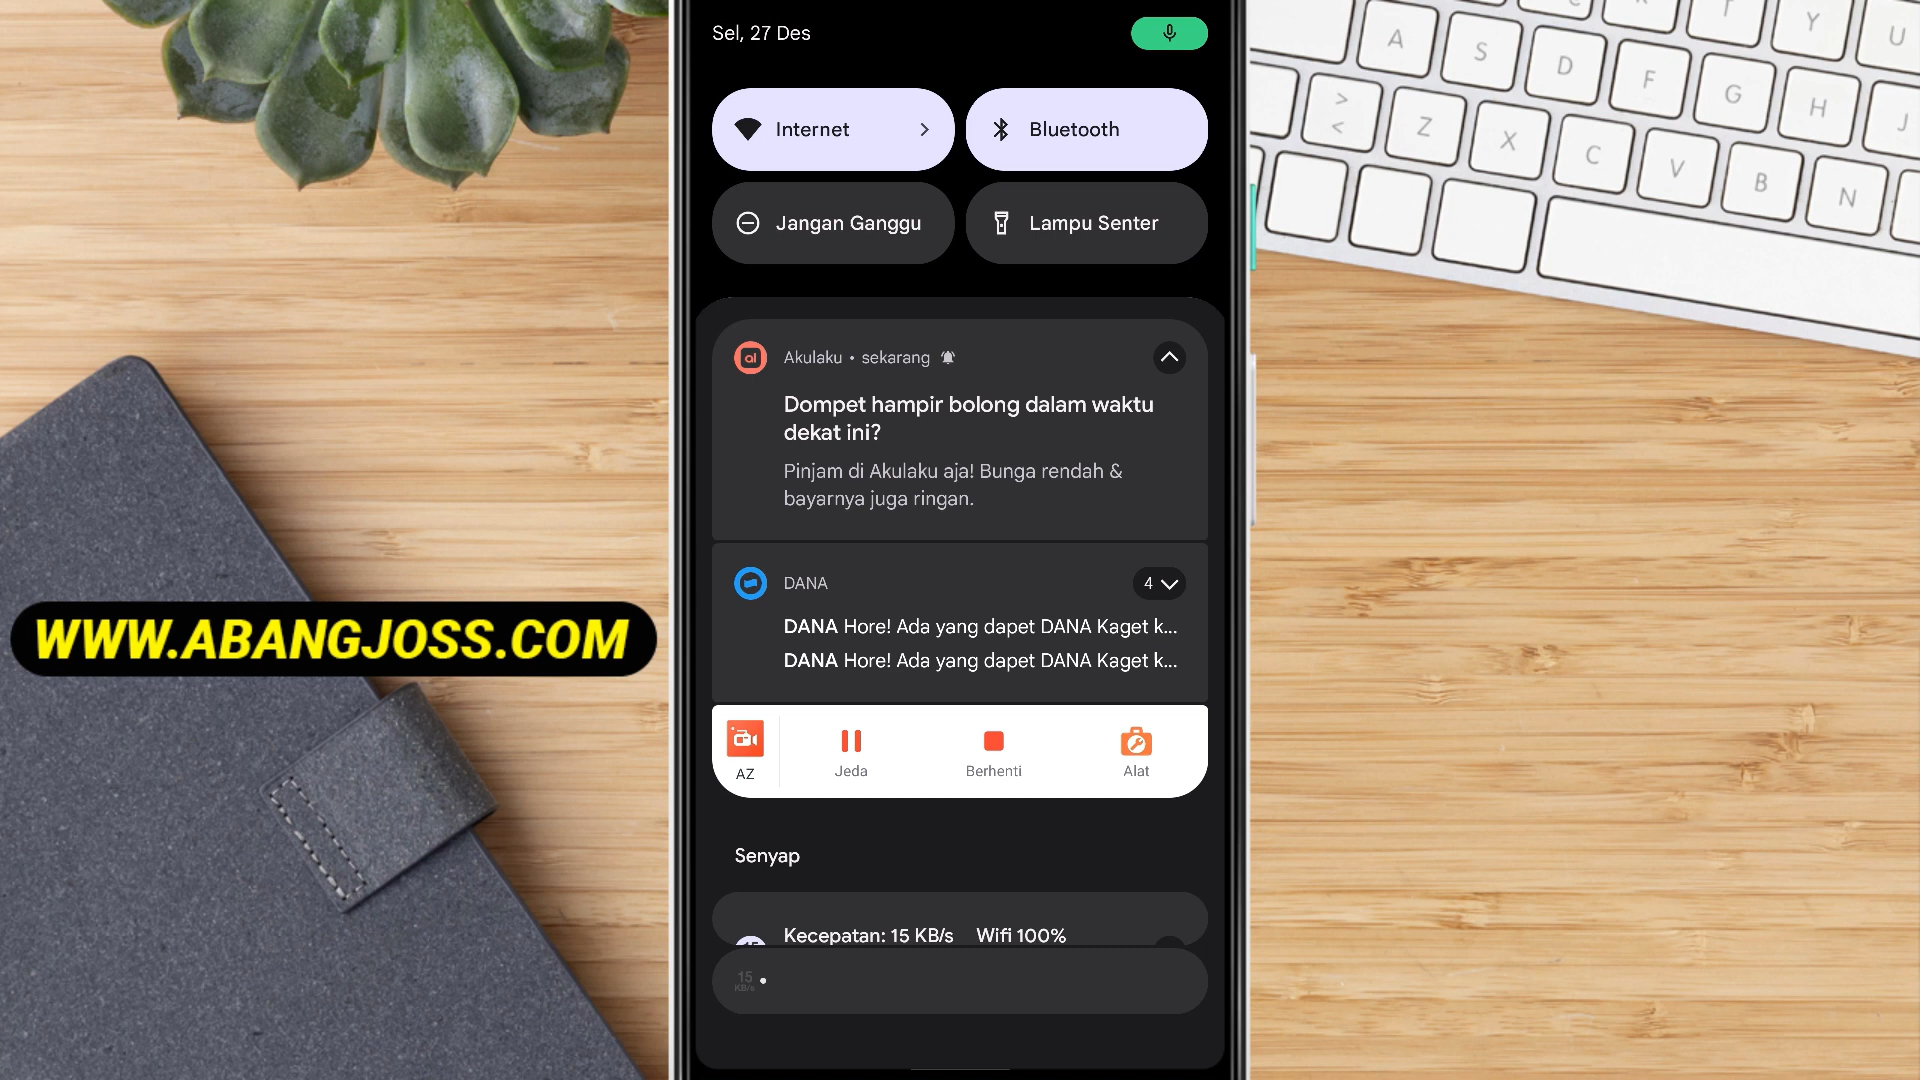 Sel, 27 Des
Internet
Bluetooth
Jangan Ganggu
Lampu Senter
Akulaku • sekarang
Dompet hampir bolong dalam waktu
dekat ini?
Pinjam di Akulaku aja! Bunga rendah &
bayarnya juga ringan.
DANA
4
DANA Hore! Ada yang dapet DANA Kaget k...
DANA Hore! Ada yang dapet DANA Kaget k...
AZ
Jeda
Berhenti
Alat
Senyap
Kecepatan: 15 KB/s Wifi 100%
15
KB/s
WWW.ABANGJOSS.COM
T Y U
A S D F G H J
> <
Z X C V B N